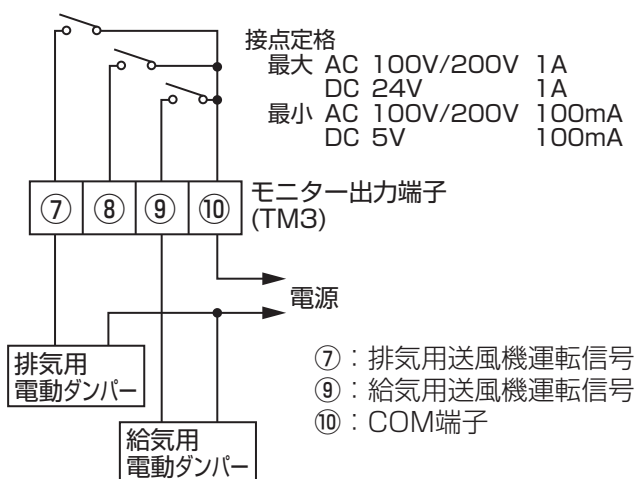 接点定格
最大 AC 100V/200V 1A
DC 24V 1A
最小 AC 100V/200V 100mA
DC 5V 100mA
⑦ ⑧ ⑨ ⑩
モニター出力端子
(TM3)
電源
排気用
電動ダンパー
給気用
電動ダンパー
⑦：排気用送風機運転信号
⑨：給気用送風機運転信号
⑩：COM端子